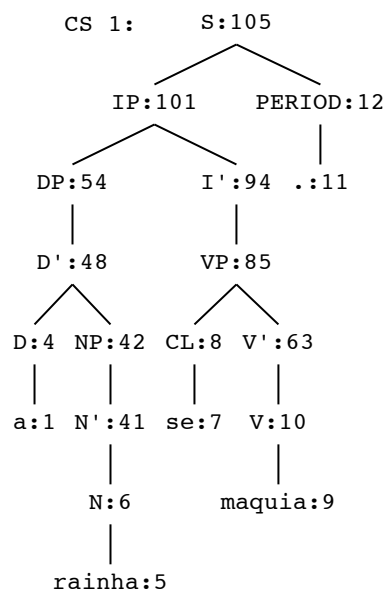 CS 1: S:105
IP:101 PERIOD:12
DP:54 I':94 .:11
D':48 VP:85
D:4 NP:42 CL:8 V':63
a:1 N':41 se:7 V:10
N:6 maquia:9
rainha:5